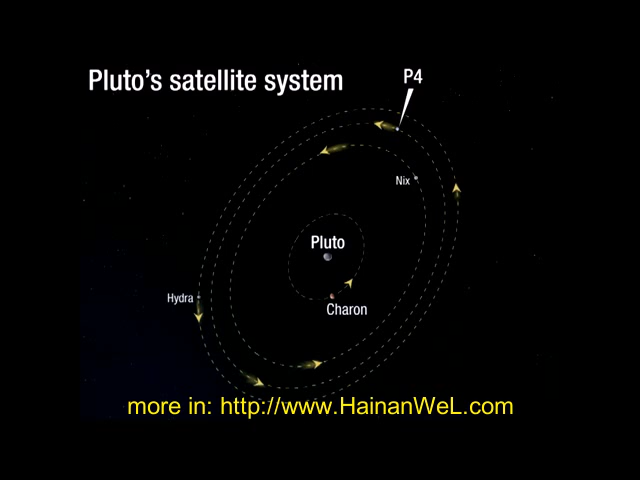 Pluto's satellite system
P4
Nix
Pluto
Hydra
Charon
more in: http://www.HainanWeL.com